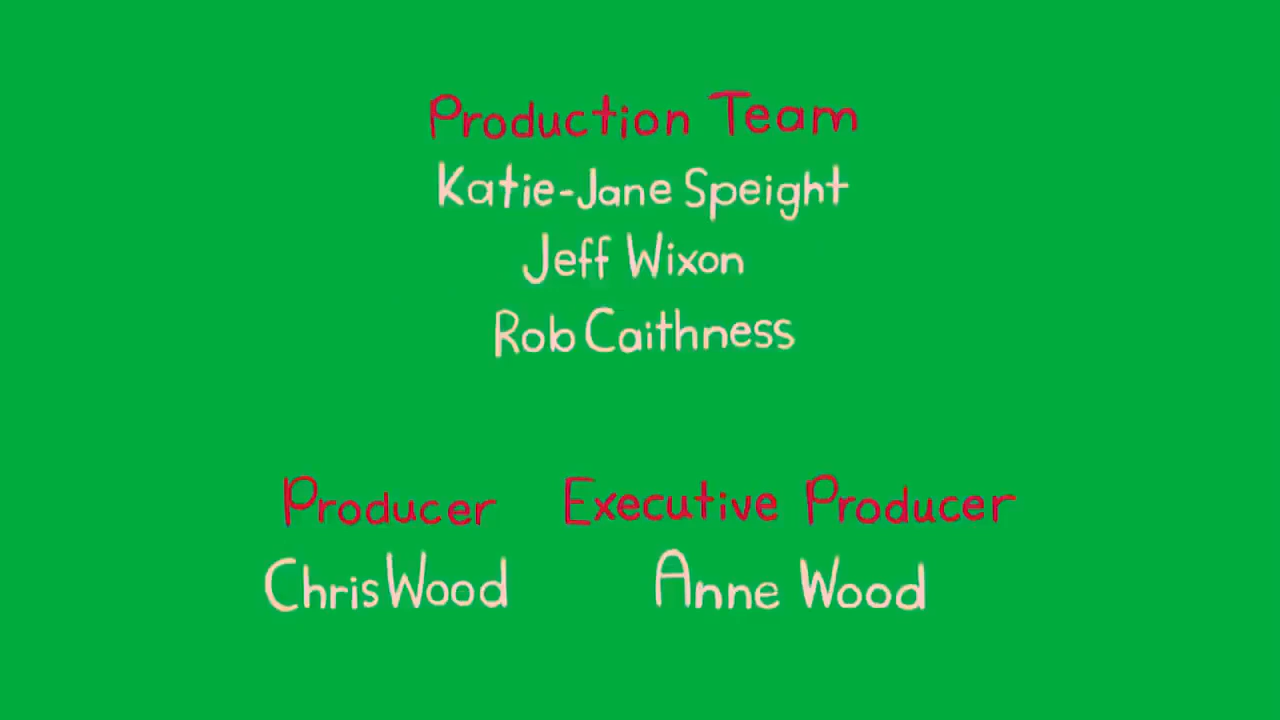 Production Team
Katie-Jane Speight
Jeff Wixon
Rob Caithness
Producer Executive Producer
Chris Wood Anne Wood